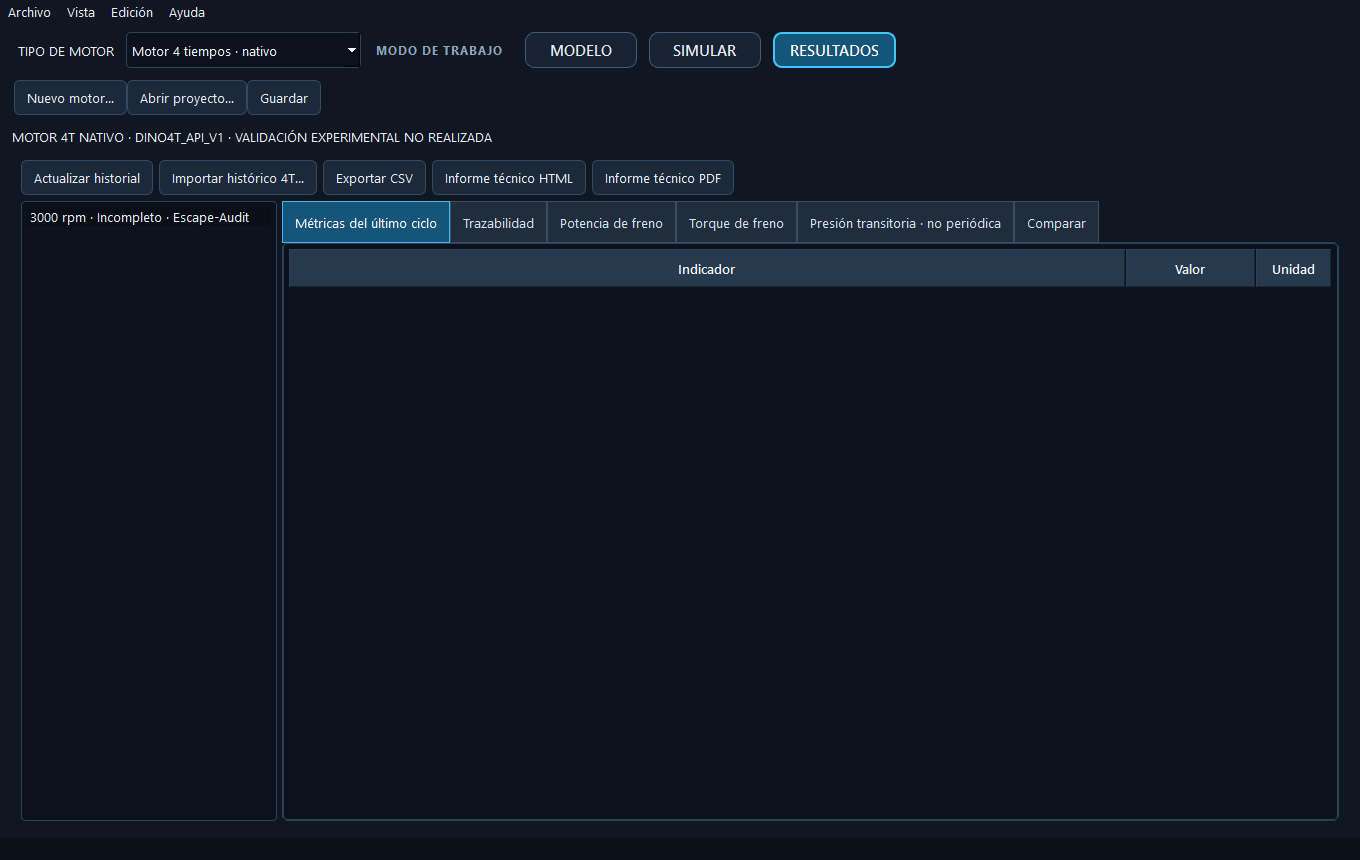 Archivo Vista Edición Ayuda
TIPO DE MOTOR Motor 4 tiempos · nativo MODO DE TRABAJO MODELO SIMULAR RESULTADOS
Nuevo motor... Abrir proyecto... Guardar
MOTOR 4T NATIVO · DINO4T_API_V1 · VALIDACIÓN EXPERIMENTAL NO REALIZADA
Actualizar historial Importar histórico 4T... Exportar CSV Informe técnico HTML Informe técnico PDF
3000 rpm · Incompleto · Escape-Audit
Métricas del último ciclo Trazabilidad Potencia de freno Torque de freno Presión transitoria · no periódica Comparar
Indicador Valor Unidad